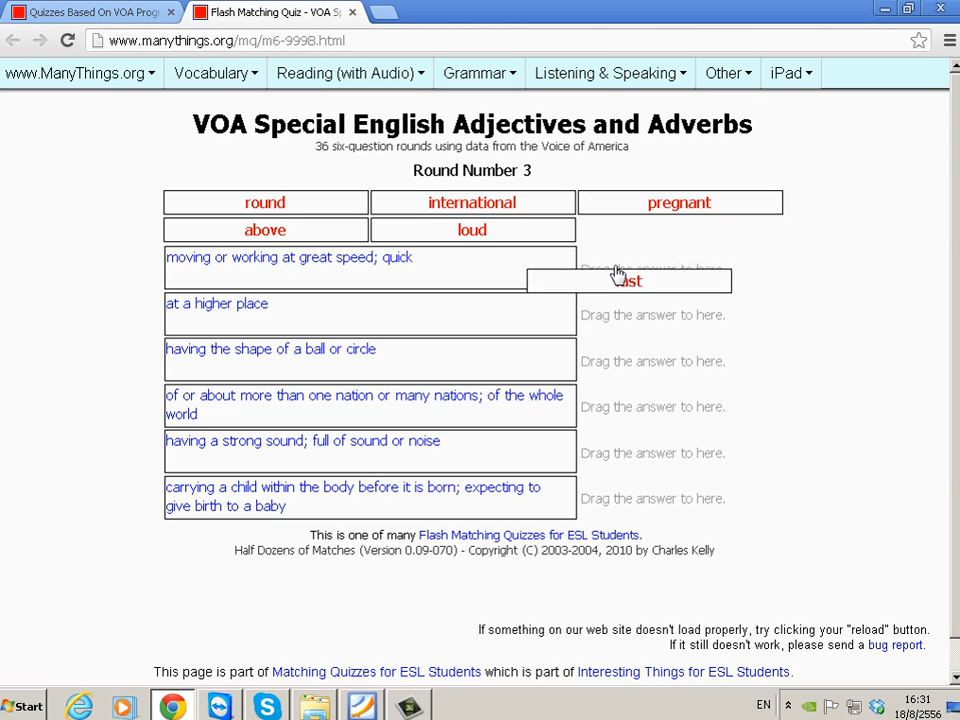 Quizzes Based On VOA Prog
Flash Matching Quiz - VOA Sp
www.manythings.org/mq/m6-9998.html
www.ManyThings.org Vocabulary Reading (with Audio) Grammar Listening & Speaking Other iPad
VOA Special English Adjectives and Adverbs
36 six-question rounds using data from the Voice of America
Round Number 3
round international pregnant
above loud
moving or working at great speed; quick
at a higher place Drag the answer to here.
having the shape of a ball or circle Drag the answer to here.
of or about more than one nation or many nations; of the whole
world
Drag the answer to here.
having a strong sound; full of sound or noise Drag the answer to here.
carrying a child within the body before it is born; expecting to
give birth to a baby
Drag the answer to here.
This is one of many Flash Matching Quizzes for ESL Students.
Half Dozens of Matches (Version 0.09-070) - Copyright (C) 2003-2004, 2010 by Charles Kelly
If something on our web site doesn't load properly, try clicking your "reload" button.
If it still doesn't work, please send a bug report.
This page is part of Matching Quizzes for ESL Students which is part of Interesting Things for ESL Students.
Start EN 16:31
18/8/2556